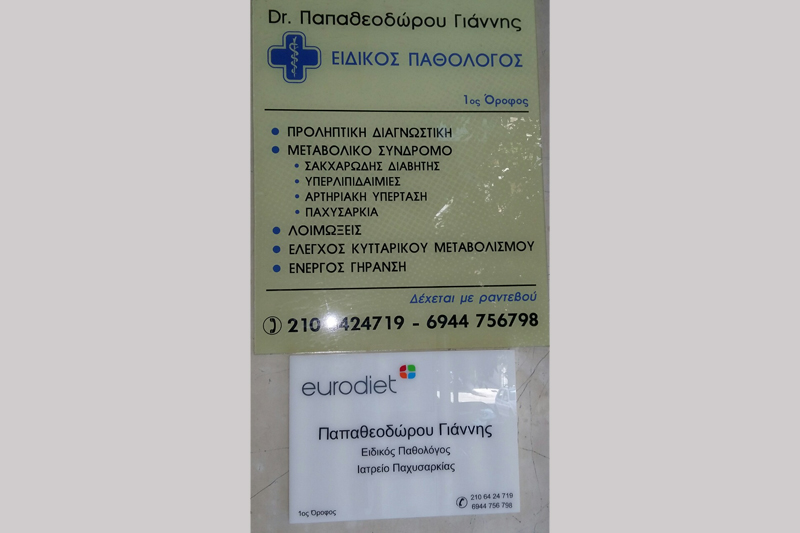 Dr. Παπαθεοδώρου Γιάννης
ΕΙΔΙΚΟΣ ΠΑΘΟΛΟΓΟΣ
1ος Όροφος
ΠΡΟΛΗΠΤΙΚΗ ΔΙΑΓΝΩΣΤΙΚΗ
ΜΕΤΑΒΟΛΙΚΟ ΣΥΝΔΡΟΜΟ
ΣΑΚΧΑΡΩΔΗΣ ΔΙΑΒΗΤΗΣ
ΥΠΕΡΛΙΠΙΔΑΙΜΙΕΣ
ΑΡΤΗΡΙΑΚΗ ΥΠΕΡΤΑΣΗ
ΠΑΧΥΣΑΡΚΙΑ
ΛΟΙΜΩΞΕΙΣ
ΕΛΕΓΧΟΣ ΚΥΤΤΑΡΙΚΟΥ ΜΕΤΑΒΟΛΙΣΜΟΥ
ΕΝΕΡΓΟΣ ΓΗΡΑΝΣΗ
Δέχεται με ραντεβού
210 6424719 - 6944 756798
eurodiet
Παπαθεοδώρου Γιάννης
Ειδικός Παθολόγος
Ιατρείο Παχυσαρκίας
210 64 24 719
6944 756 798
1ος Όροφος